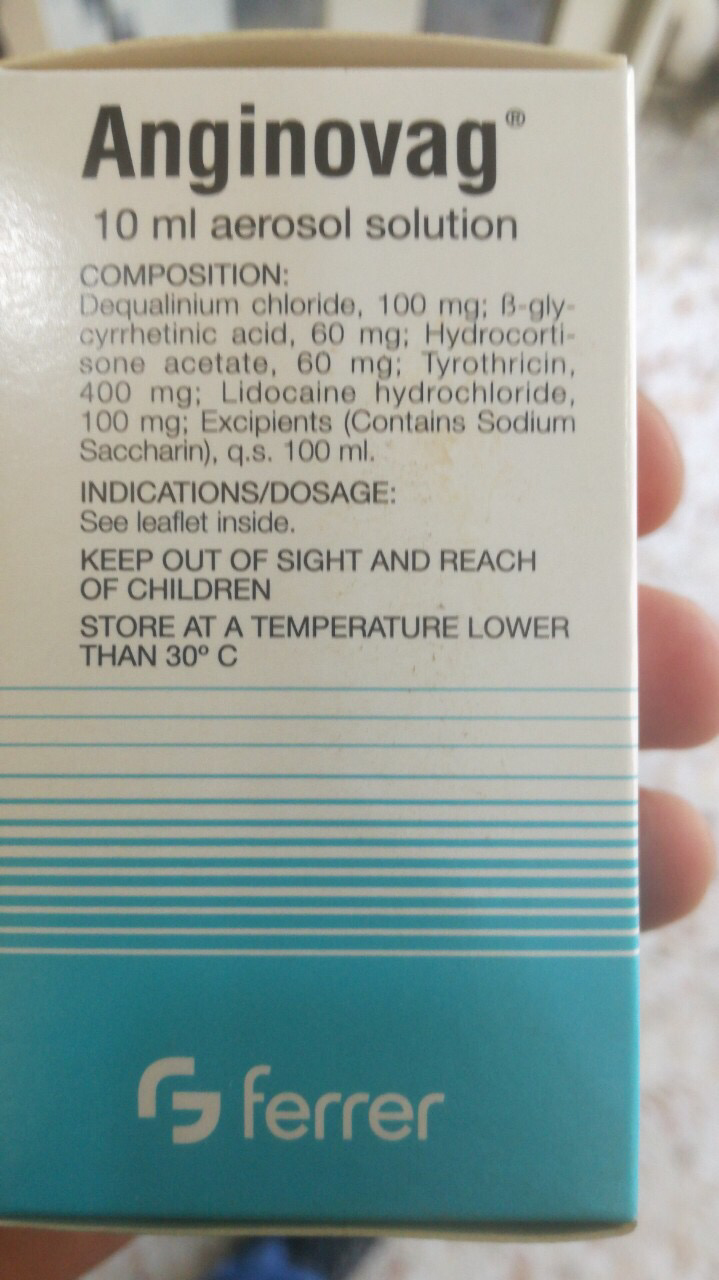 Anginovag®
10 ml aerosol solution
COMPOSITION:
Dequalinium chloride, 100 mg; ß-gly-
cyrrhetinic acid, 60 mg; Hydrocorti-
sone acetate, 60 mg; Tyrothricin,
400 mg; Lidocaine hydrochloride,
100 mg; Excipients (Contains Sodium
Saccharin), q.s. 100 ml.
INDICATIONS/DOSAGE:
See leaflet inside.
KEEP OUT OF SIGHT AND REACH
OF CHILDREN
STORE AT A TEMPERATURE LOWER
THAN 30º C
ferrer